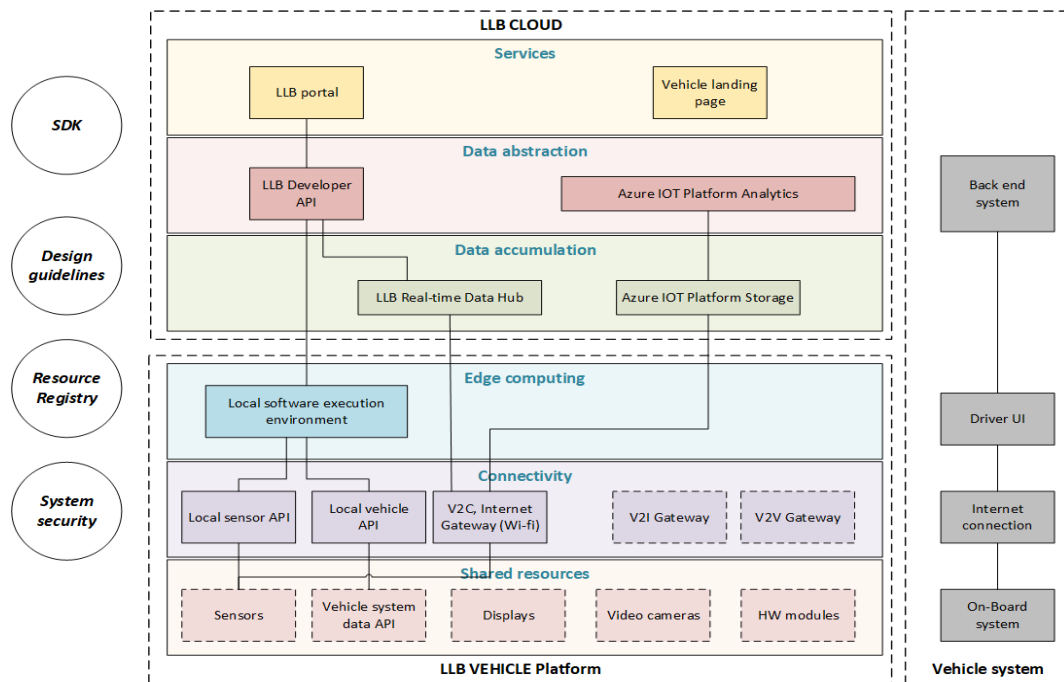 LLB CLOUD
Services
LLB portal
Vehicle landing
page
SDK
Data abstraction
LLB Developer
API
Azure IOT Platform Analytics
Back end
system
Design
guidelines
Data accumulation
LLB Real-time Data Hub
Azure IOT Platform Storage
Resource
Registry
Edge computing
Local software execution
environment
Driver UI
System
security
Connectivity
Local sensor API
Local vehicle
API
V2C, Internet
Gateway (Wi-fi)
V2I Gateway
V2V Gateway
Internet
connection
Shared resources
Sensors
Vehicle system
data API
Displays
Video cameras
HW modules
On-Board
system
LLB VEHICLE Platform
Vehicle system